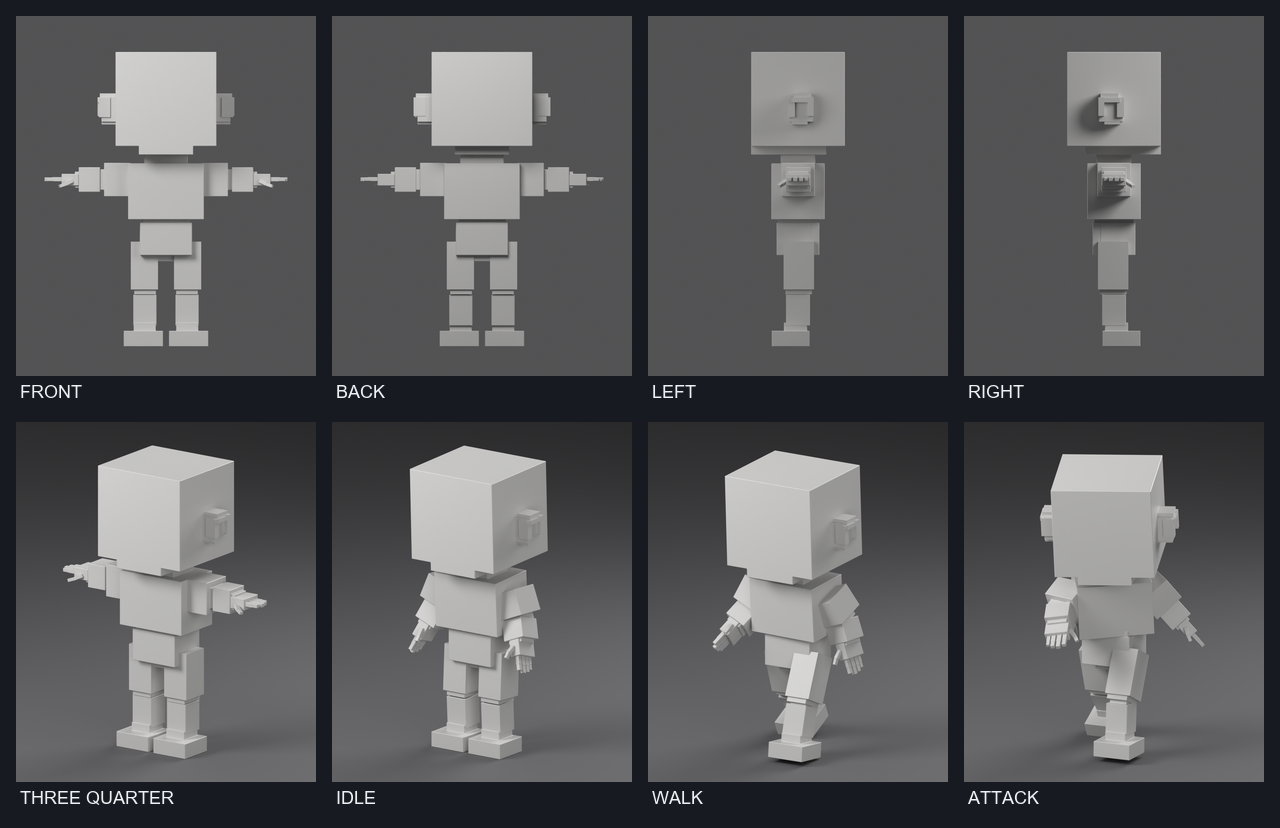 FRONT
BACK
LEFT
RIGHT
THREE QUARTER
IDLE
WALK
ATTACK